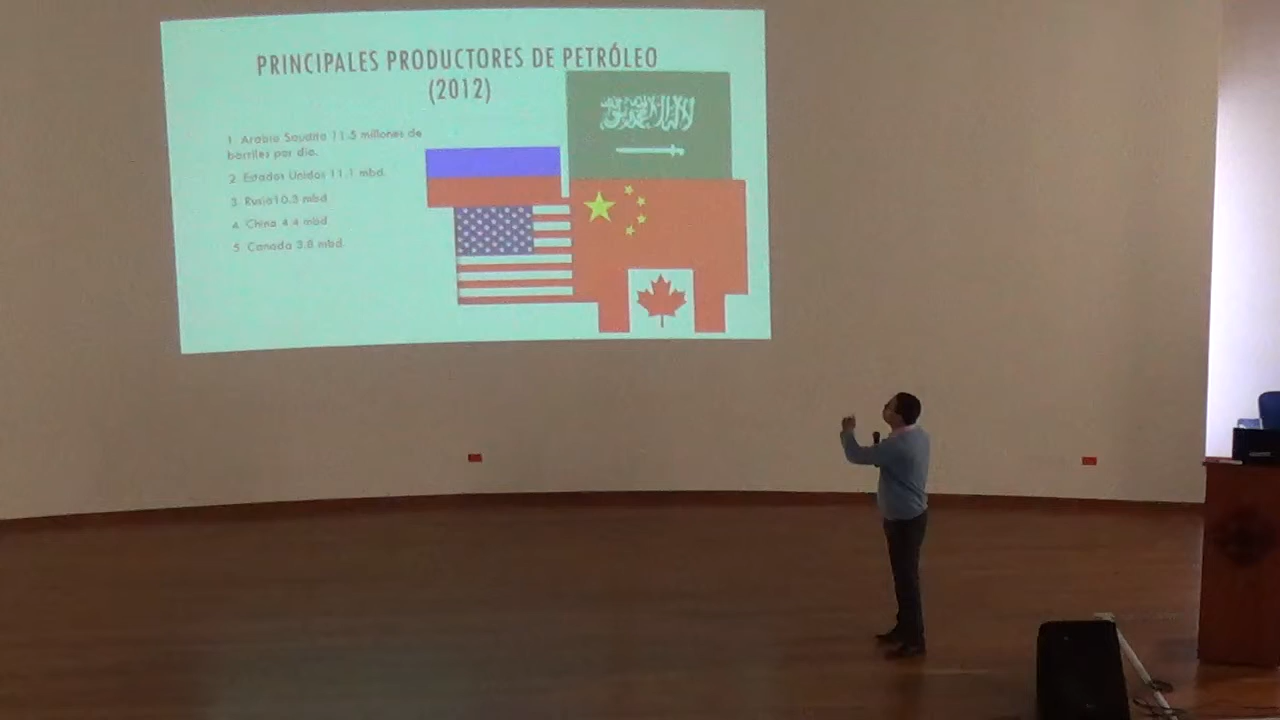 PRINCIPALES PRODUCTORES DE PETRÓLEO
(2012)
1 Arabia Saudita 11.5 millones de
barriles por día.
2 Estados Unidos 11.1 mbd.
3 Rusia10.3 mbd
4 China 4.4 mbd
5 Canada 3.8 mbd.